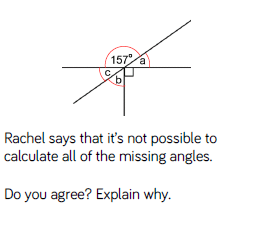 157° a
c
b
Rachel says that it's not possible to
calculate all of the missing angles.
Do you agree? Explain why.